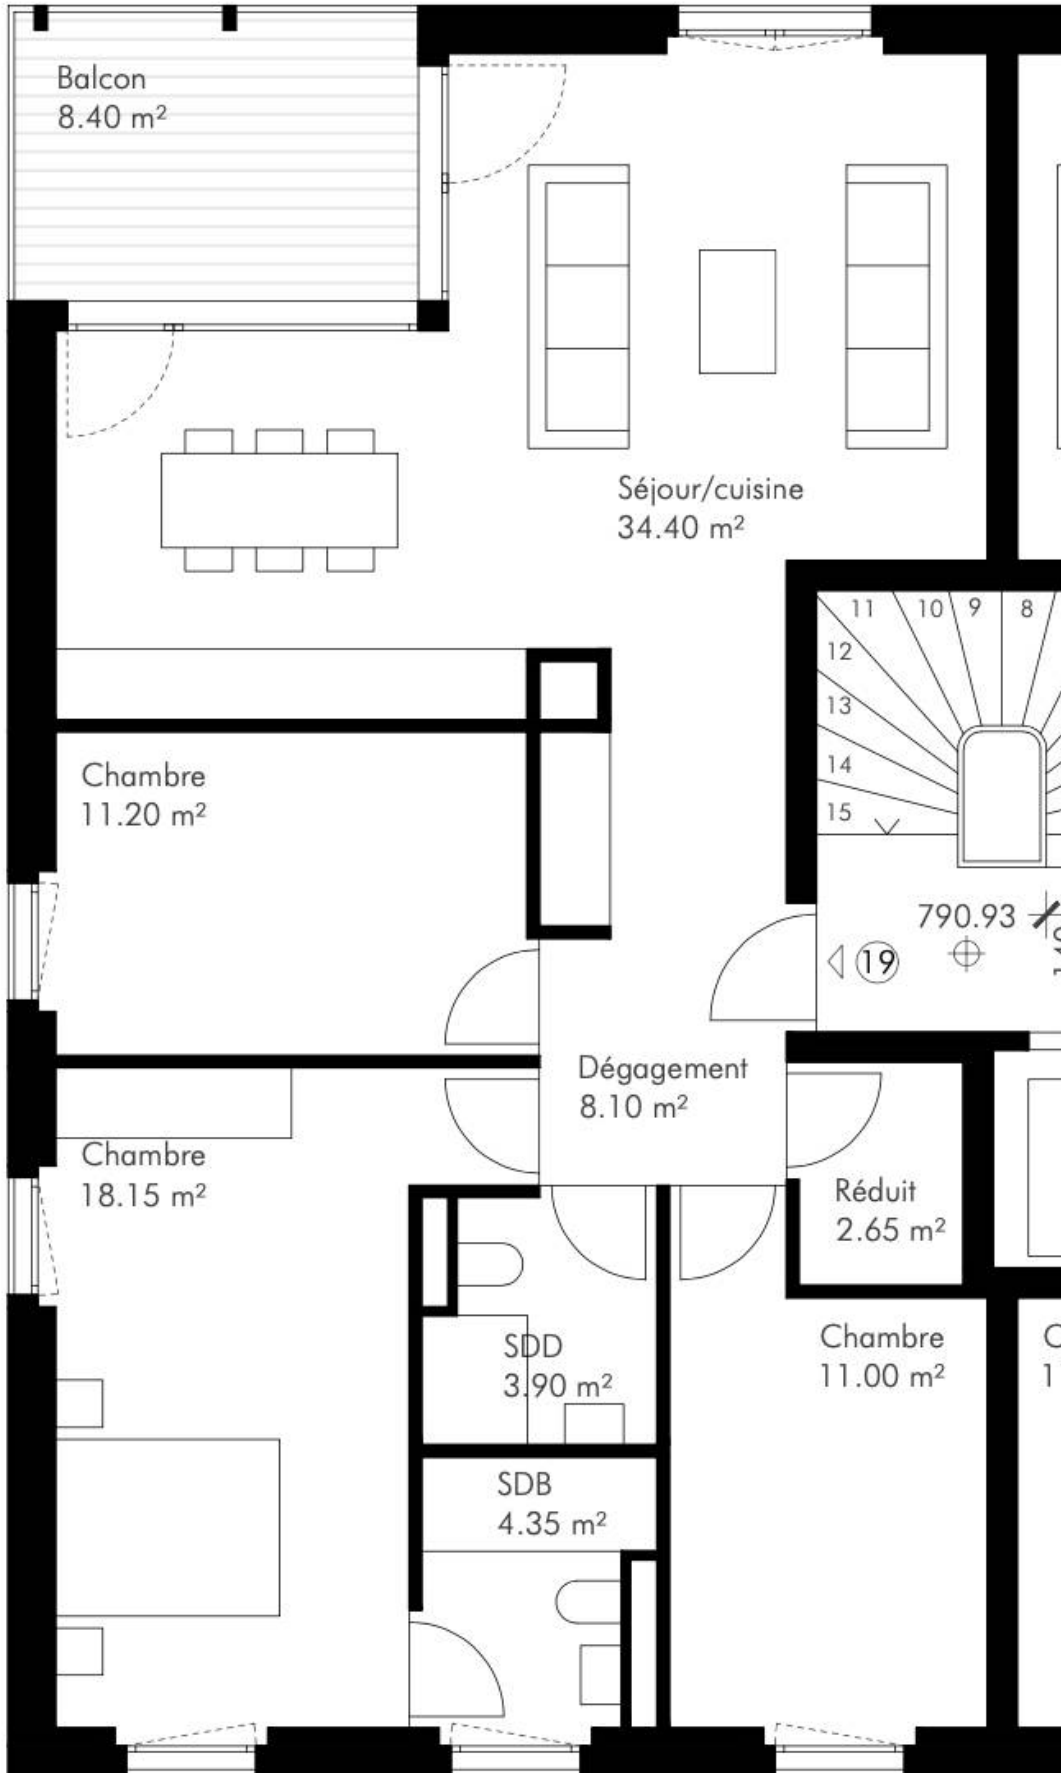 Balcon
8.40 m²
Séjour/cuisine
34.40 m²
11
10
9
8
12
13
14
15
Chambre
11.20 m²
790.93
19
Dégagement
8.10 m²
Chambre
18.15 m²
Réduit
2.65 m²
SDD
3.90 m²
Chambre
11.00 m²
C
1
SDB
4.35 m²